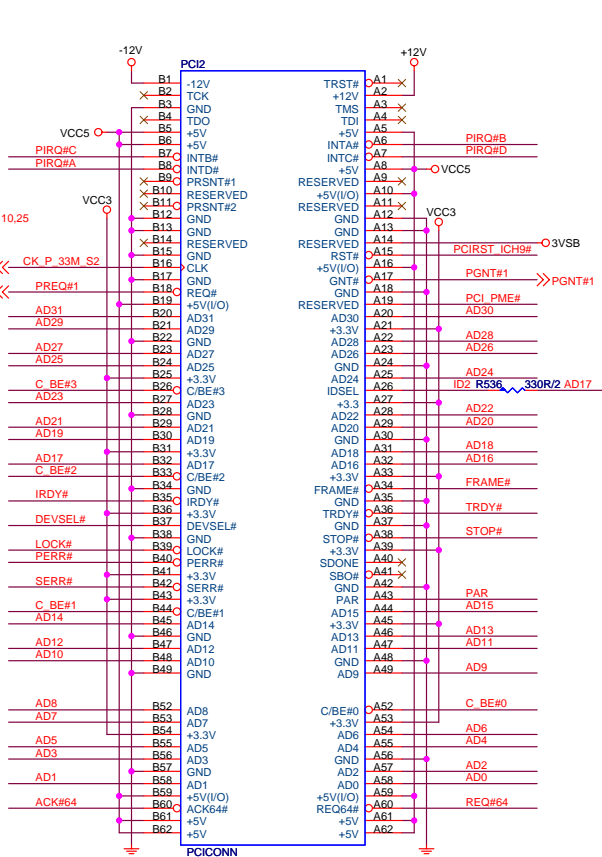 -12V +12V
PCI2
B1 -12V TRST# A1
B2 TCK +12V A2
B3 GND TMS A3
B4 TDO TDI A4
VCC5 B5 +5V +5V A5
B6 +5V INTA# A6 PIRQ#B
PIRQ#C B7 INTB# INTC# A7 PIRQ#D
PIRQ#A B8 INTD# +5V A8 VCC5
B9 PRSNT#1 RESERVED A9
B10 RESERVED +5V(I/O) A10
VCC3 B11 PRSNT#2 RESERVED A11
10,25 B12 GND GND A12 VCC3
B13 GND GND A13
B14 RESERVED RESERVED A14 3VSB
B15 GND RST# A15 PCIRST_ICH9#
CK_P_33M_S2 B16 CLK +5V(I/O) A16
B17 GND GNT# A17 PGNT#1 PGNT#1
PREQ#1 B18 REQ# GND A18
B19 +5V(I/O) RESERVED A19 PCI_PME#
AD31 B20 AD31 AD30 A20 AD30
AD29 B21 AD29 +3.3V A21
B22 GND AD28 A22 AD28
AD27 B23 AD27 AD26 A23 AD26
AD25 B24 AD25 GND A24
B25 +3.3V AD24 A25 AD24
C_BE#3 B26 C/BE#3 IDSEL A26 ID2 R536 330R/2 AD17
AD23 B27 AD23 +3.3 A27
B28 GND AD22 A28 AD22
AD21 B29 AD21 AD20 A29 AD20
AD19 B30 AD19 GND A30
B31 +3.3V AD18 A31 AD18
AD17 B32 AD17 AD16 A32 AD16
C_BE#2 B33 C/BE#2 +3.3V A33
B34 GND FRAME# A34 FRAME#
IRDY# B35 IRDY# GND A35
B36 +3.3V TRDY# A36 TRDY#
DEVSEL# B37 DEVSEL# GND A37
B38 GND STOP# A38 STOP#
LOCK# B39 LOCK# +3.3V A39
PERR# B40 PERR# SDONE A40
B41 +3.3V SBO# A41
SERR# B42 SERR# GND A42
B43 +3.3V PAR A43 PAR
C_BE#1 B44 C/BE#1 AD15 A44 AD15
AD14 B45 AD14 +3.3V A45
B46 GND AD13 A46 AD13
AD12 B47 AD12 AD11 A47 AD11
AD10 B48 AD10 GND A48
B49 GND AD9 A49 AD9
AD8 B52 AD8 C/BE#0 A52 C_BE#0
AD7 B53 AD7 +3.3V A53
B54 +3.3V AD6 A54 AD6
AD5 B55 AD5 AD4 A55 AD4
AD3 B56 AD3 GND A56
B57 GND AD2 A57 AD2
AD1 B58 AD1 AD0 A58 AD0
B59 +5V(I/O) +5V(I/O) A59
ACK#64 B60 ACK64# REQ64# A60 REQ#64
B61 +5V +5V A61
B62 +5V +5V A62
PCICONN